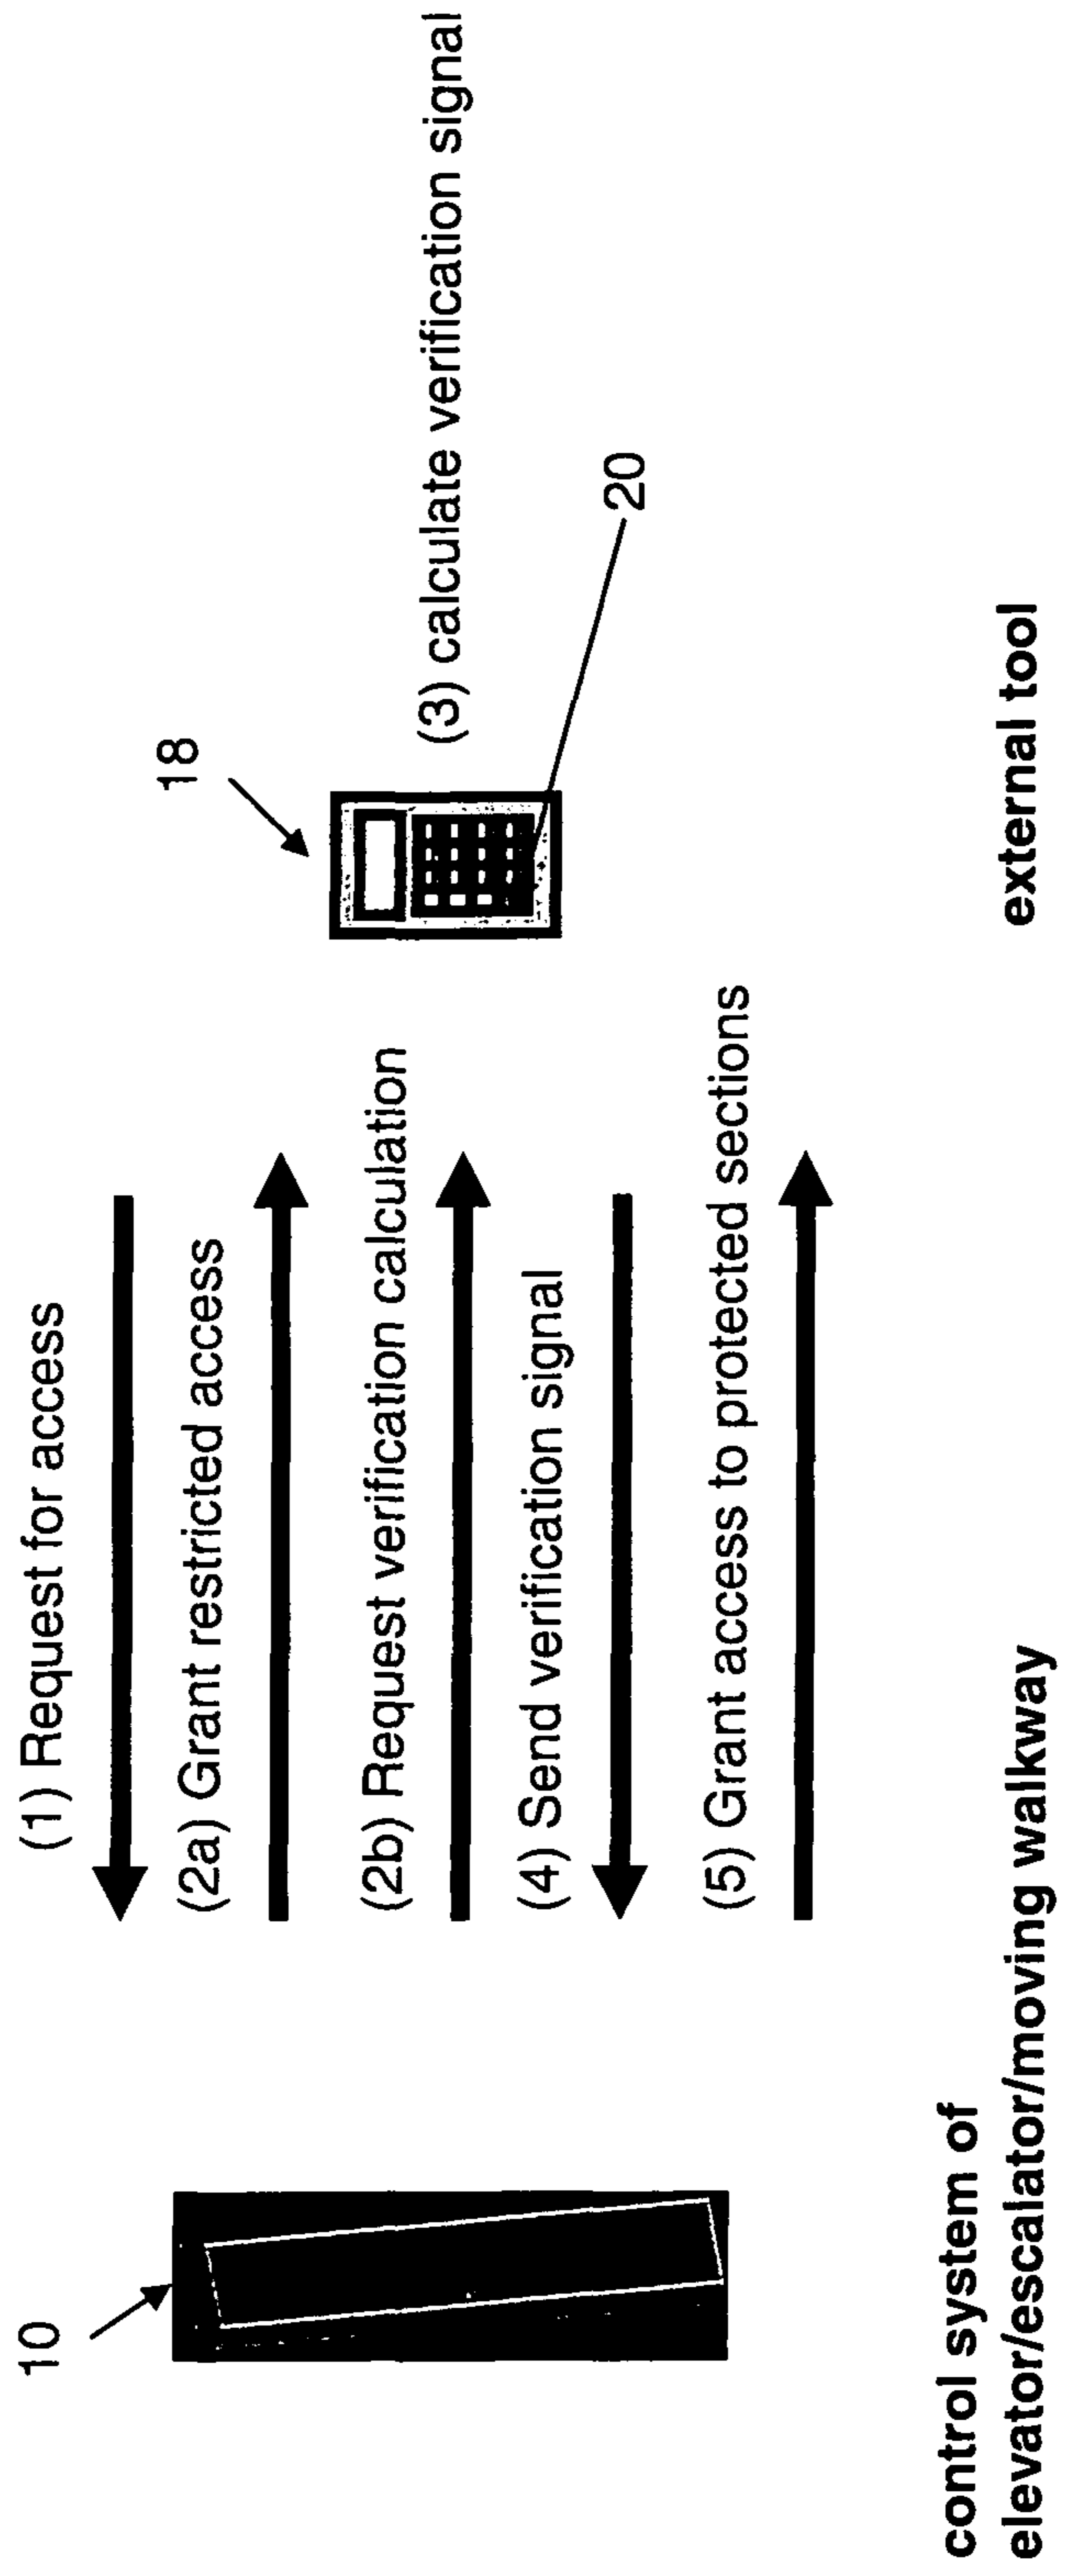 10
(1) Request for access
(2a) Grant restricted access
(2b) Request verification calculation
(4) Send verification signal
(5) Grant access to protected sections
18
(3) calculate verification signal
20
control system of
elevator/escalator/moving walkway
external tool